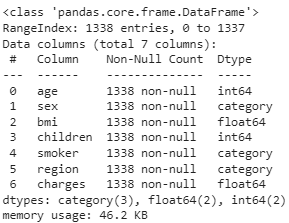 <class 'pandas.core.frame.DataFrame'>
RangeIndex: 1338 entries, 0 to 1337
Data columns (total 7 columns):
 #   Column    Non-Null Count  Dtype
---  ------    --------------  -----
 0   age       1338 non-null   int64
 1   sex       1338 non-null   category
 2   bmi       1338 non-null   float64
 3   children  1338 non-null   int64
 4   smoker    1338 non-null   category
 5   region    1338 non-null   category
 6   charges   1338 non-null   float64
dtypes: category(3), float64(2), int64(2)
memory usage: 46.2 KB